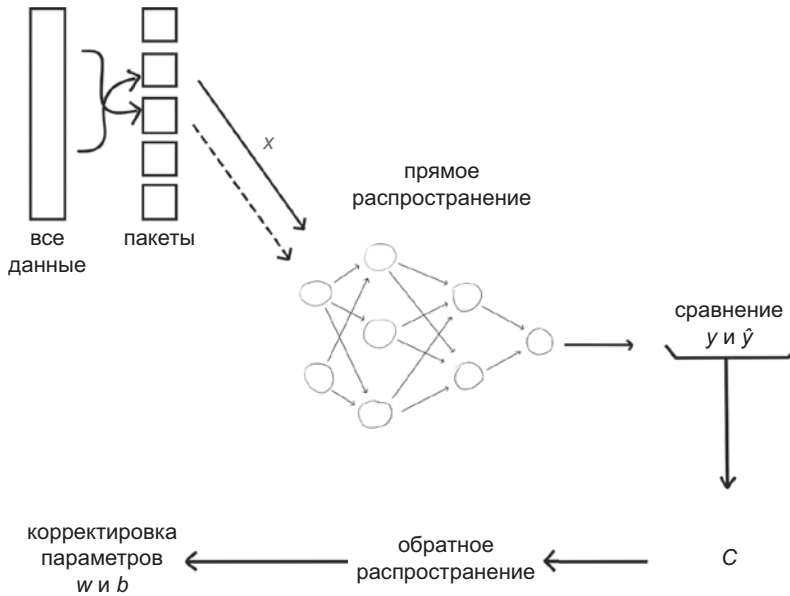 x
прямое
распространение
все
данные
пакеты
сравнение
y и ŷ
корректировка
параметров
w и b
обратное
распространение
C